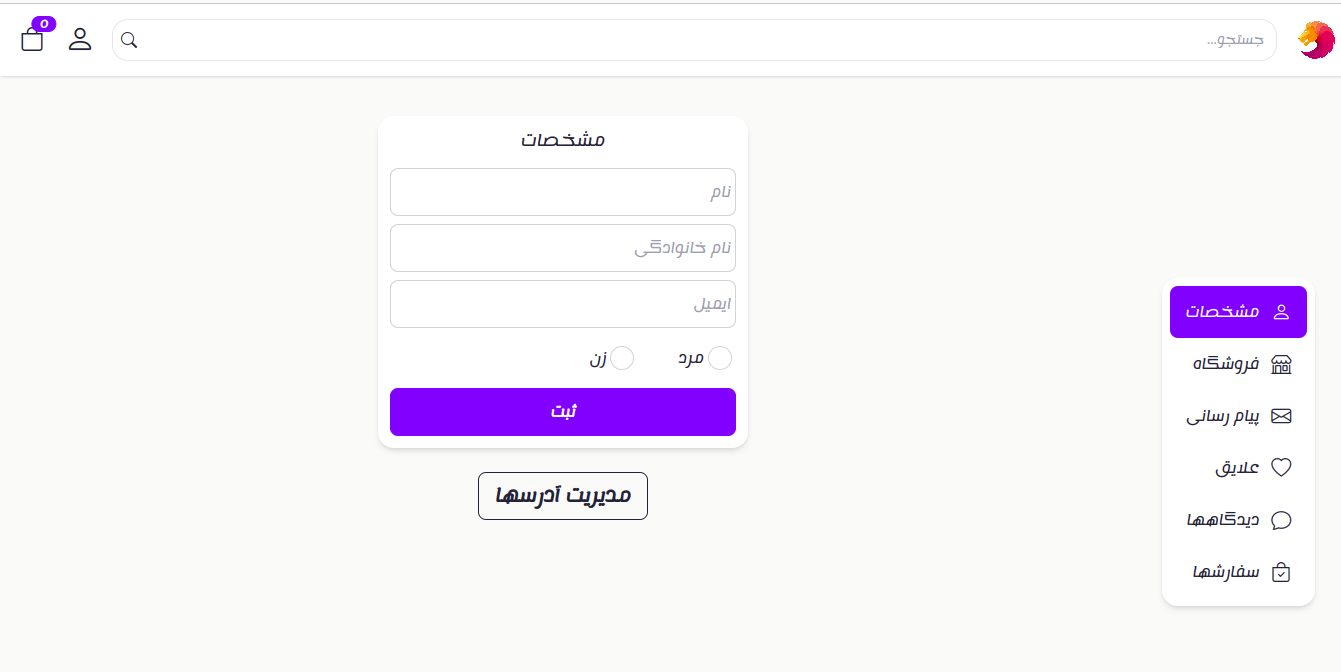 جستجو...
0
مشخصات
نام
نام خانوادگی
ایمیل
مرد
زن
ثبت
مدیریت آدرسها
مشخصات
فروشگاه
پیام رسانی
علایق
دیدگاهها
سفارشها